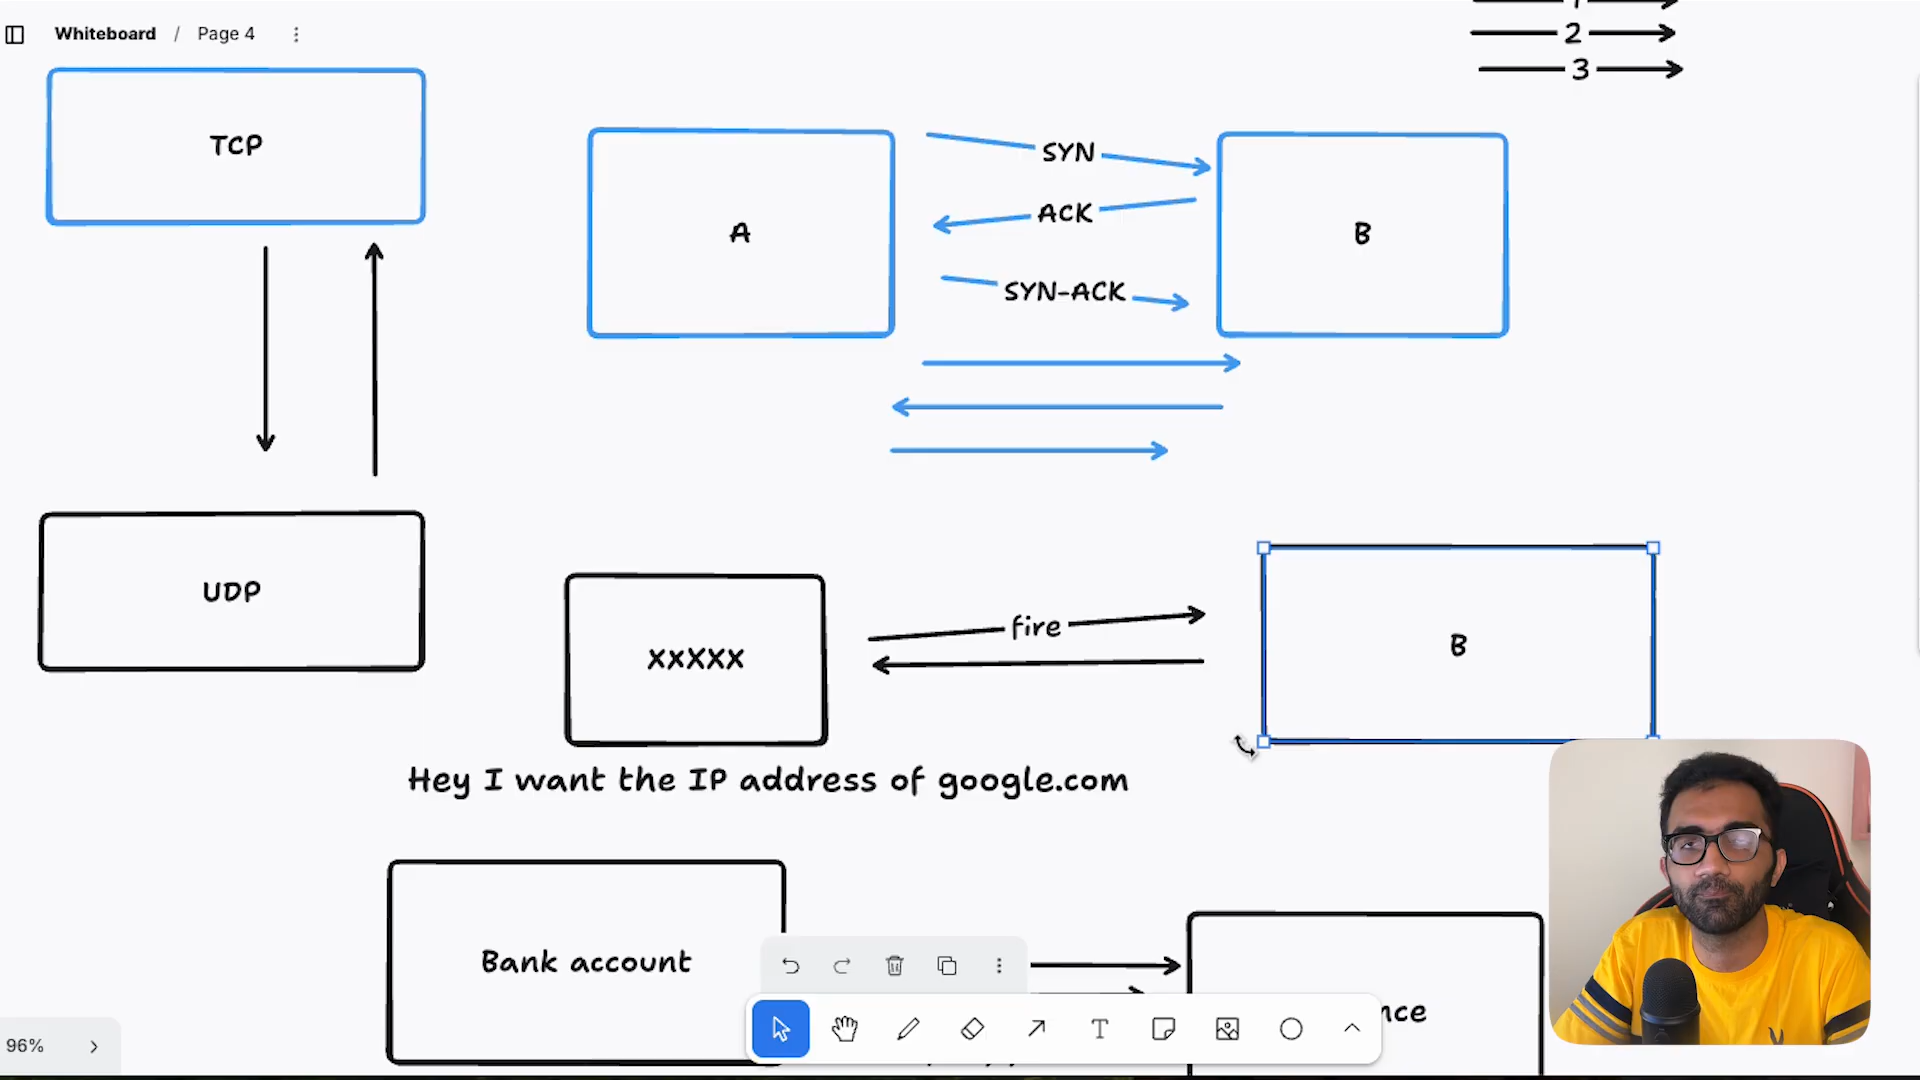 Whiteboard / Page 4
2
3
TCP
SYN
A
ACK
B
SYN-ACK
UDP
fire
XxXXX
B
Hey I want the IP address of google.com
Bank account
nce
96%